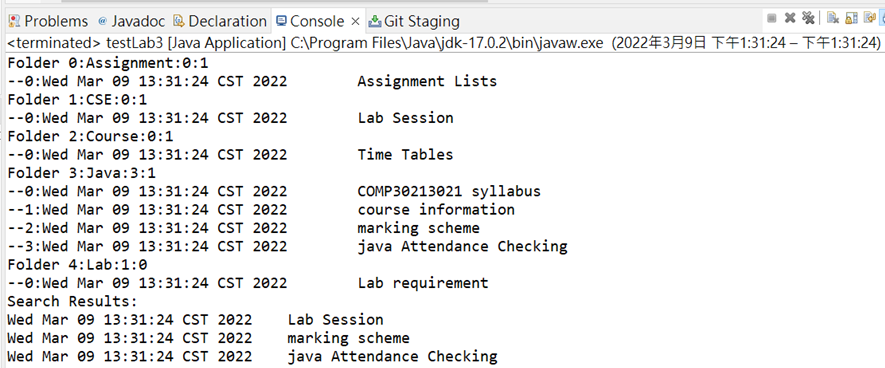 Problems @ Javadoc Declaration Console × Git Staging
<terminated> testLab3 [Java Application] C:\Program Files\Java\jdk-17.0.2\bin\javaw.exe (2022年3月9日 下午1:31:24 – 下午1:31:24)
Folder 0:Assignment:0:1
--0:Wed Mar 09 13:31:24 CST 2022 Assignment Lists
Folder 1:CSE:0:1
--0:Wed Mar 09 13:31:24 CST 2022 Lab Session
Folder 2:Course:0:1
--0:Wed Mar 09 13:31:24 CST 2022 Time Tables
Folder 3:Java:3:1
--0:Wed Mar 09 13:31:24 CST 2022 COMP30213021 syllabus
--1:Wed Mar 09 13:31:24 CST 2022 course information
--2:Wed Mar 09 13:31:24 CST 2022 marking scheme
--3:Wed Mar 09 13:31:24 CST 2022 java Attendance Checking
Folder 4:Lab:1:0
--0:Wed Mar 09 13:31:24 CST 2022 Lab requirement
Search Results:
Wed Mar 09 13:31:24 CST 2022 Lab Session
Wed Mar 09 13:31:24 CST 2022 marking scheme
Wed Mar 09 13:31:24 CST 2022 java Attendance Checking